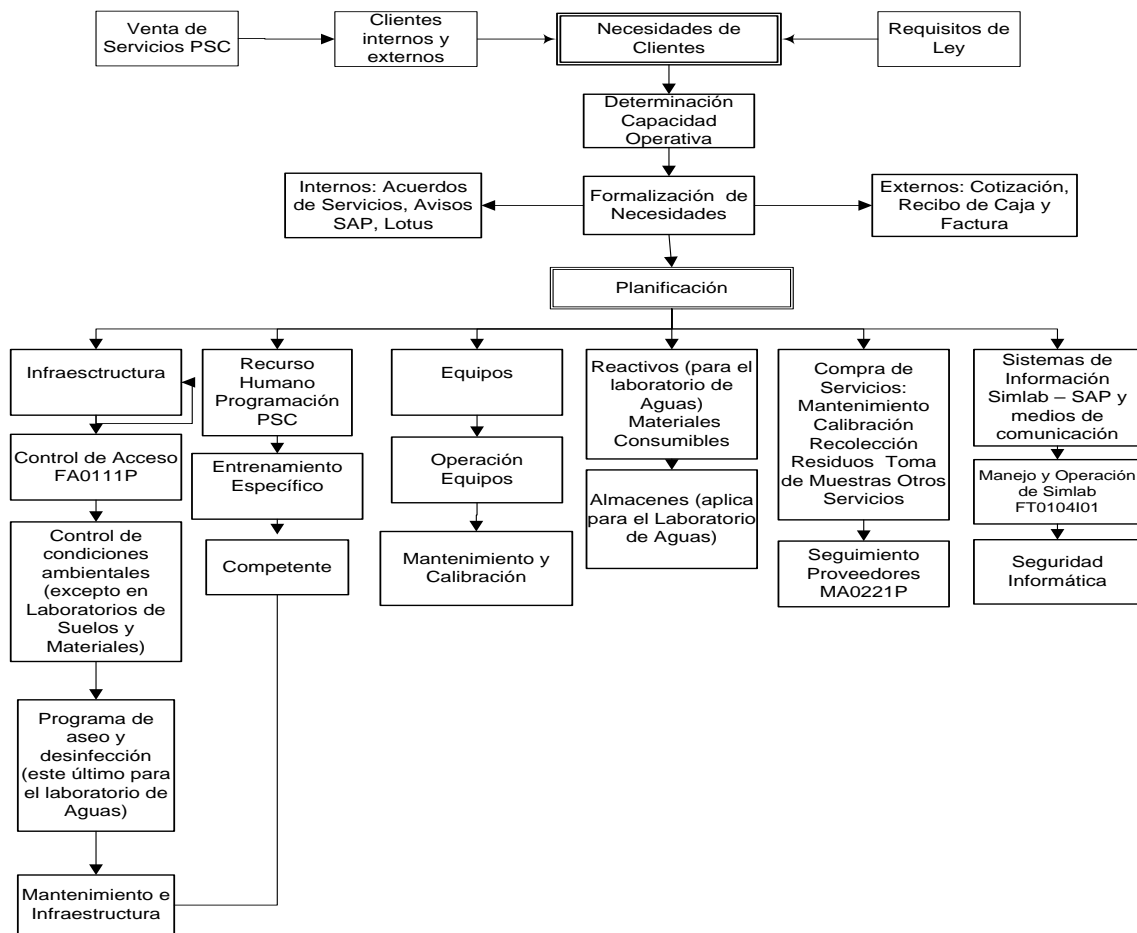 Venta de
Servicios PSC
Clientes
internos y
externos
Necesidades de
Clientes
Requisitos de
Ley
Determinación
Capacidad
Operativa
Internos: Acuerdos
de Servicios, Avisos
SAP, Lotus
Formalización de
Necesidades
Externos: Cotización,
Recibo de Caja y
Factura
Planificación
Infraesctructura
Recurso
Humano
Programación
PSC
Equipos
Reactivos (para el
laboratorio de
Aguas)
Materiales
Consumibles
Compra de
Servicios:
Mantenimiento
Calibración
Recolección
Residuos Toma
de Muestras Otros
Servicios
Sistemas de
Información
Simlab – SAP y
medios de
comunicación
Control de Acceso
FA0111P
Entrenamiento
Específico
Operación
Equipos
Almacenes (aplica
para el Laboratorio
de Aguas)
Manejo y Operación
de Simlab
FT0104I01
Control de
condiciones
ambientales
(excepto en
Laboratorios de
Suelos y
Materiales)
Competente
Mantenimiento y
Calibración
Seguimiento
Proveedores
MA0221P
Seguridad
Informática
Programa de
aseo y
desinfección
(este último para
el laboratorio de
Aguas)
Mantenimiento e
Infraestructura